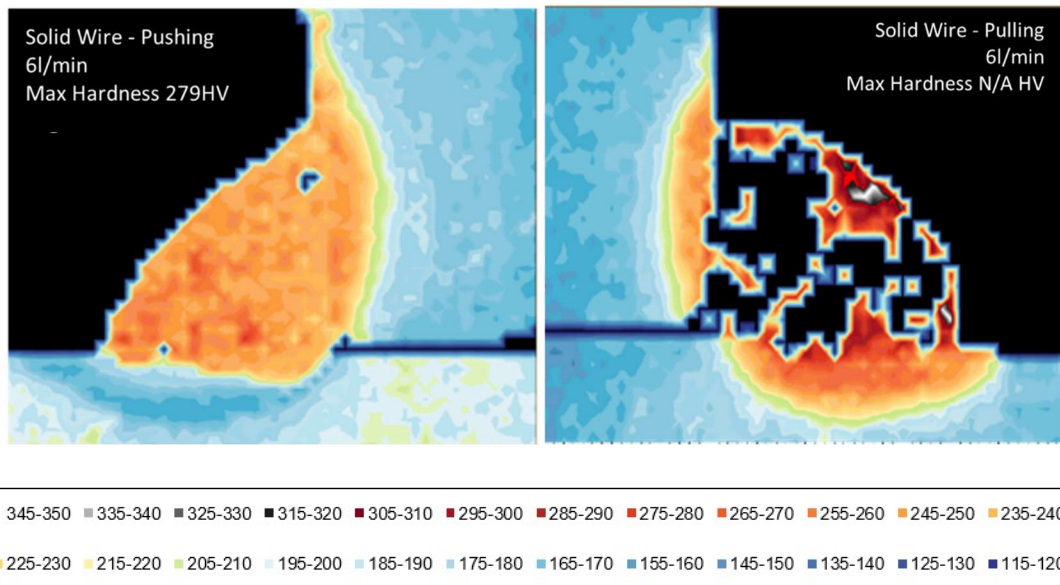 Solid Wire - Pushing
6l/min
Max Hardness 279HV
Solid Wire - Pulling
6l/min
Max Hardness N/A HV
345-350 335-340 325-330 315-320 305-310 295-300 285-290 275-280 265-270 255-260 245-250 235-240
225-230 215-220 205-210 195-200 185-190 175-180 165-170 155-160 145-150 135-140 125-130 115-120